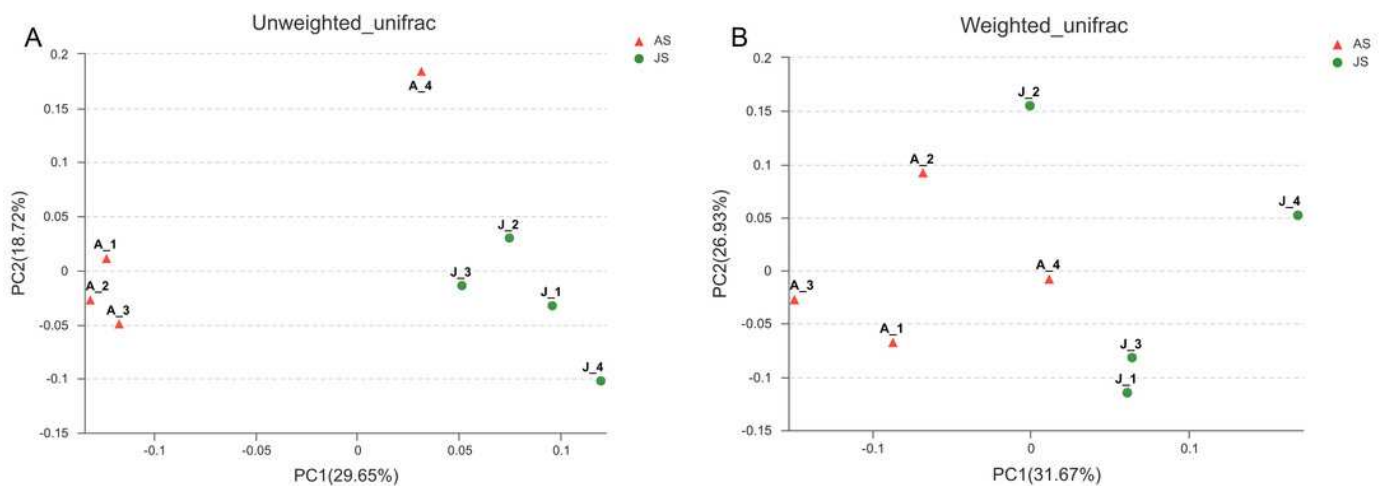 A
Unweighted_unifrac
AS
JS
0.2
0.15
0.1
0.05
0
-0.05
-0.1
-0.15
PC2(18.72%)
A_4
J_2
A_1
J_3
A_2
A_3
J_1
J_4
-0.1
-0.05
0
0.05
0.1
PC1(29.65%)
B
Weighted_unifrac
AS
JS
0.2
0.15
0.1
0.05
0
-0.05
-0.1
-0.15
PC2(26.93%)
J_2
A_2
J_4
A_4
A_3
A_1
J_3
J_1
-0.1
0
0.1
PC1(31.67%)